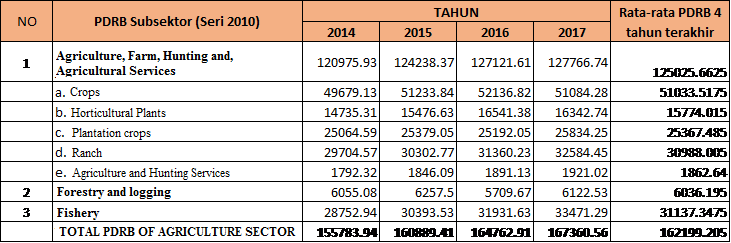 NO PDRB Subsektor (Seri 2010) TAHUN Rata-rata PDRB 4 tahun terakhir
2014 2015 2016 2017
1 Agriculture, Farm, Hunting and, Agricultural Services 120975.93 124238.37 127121.61 127766.74 125025.6625
a. Crops 49679.13 51233.84 52136.82 51084.28 51033.5175
b. Horticultural Plants 14735.31 15476.63 16541.38 16342.74 15774.015
c. Plantation crops 25064.59 25379.05 25192.05 25834.25 25367.485
d. Ranch 29704.57 30302.77 31360.23 32584.45 30988.005
e. Agriculture and Hunting Services 1792.32 1846.09 1891.13 1921.02 1862.64
2 Forestry and logging 6055.08 6257.5 5709.67 6122.53 6036.195
3 Fishery 28752.94 30393.53 31931.63 33471.29 31137.3475
TOTAL PDRB OF AGRICULTURE SECTOR 155783.94 160889.41 164762.91 167360.56 162199.205